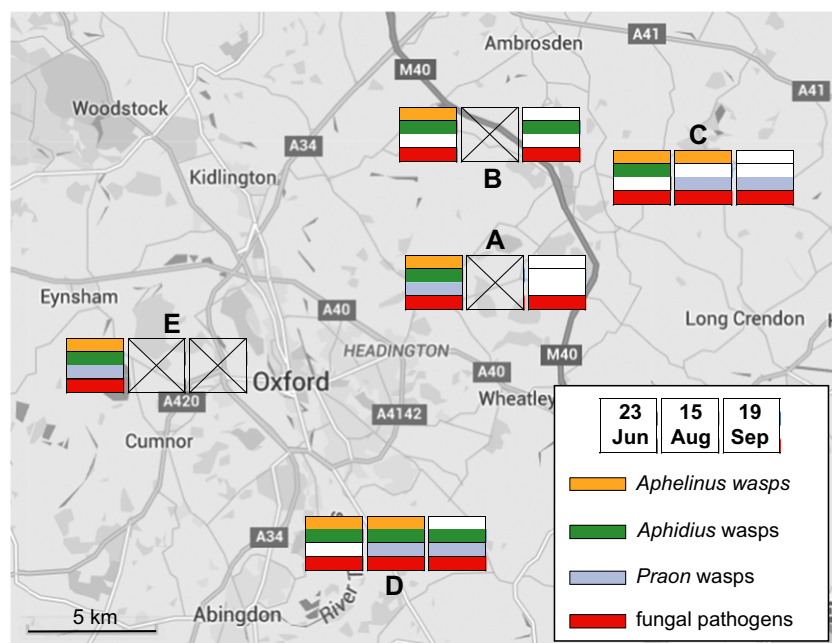 Ambrosden
A41
M40
A41
Woodstock
C
A34
Kidlington
B
A
Eynsham
A40
E
Long Crendon
HEADINGTON
M40
A40
Oxford
A420
A4142
Wheatley
Cumnor
23 Jun
15 Aug
19 Sep
Aphelinus wasps
Aphidius wasps
A34
Praon wasps
D
5 km
Abingdon
River T
fungal pathogens